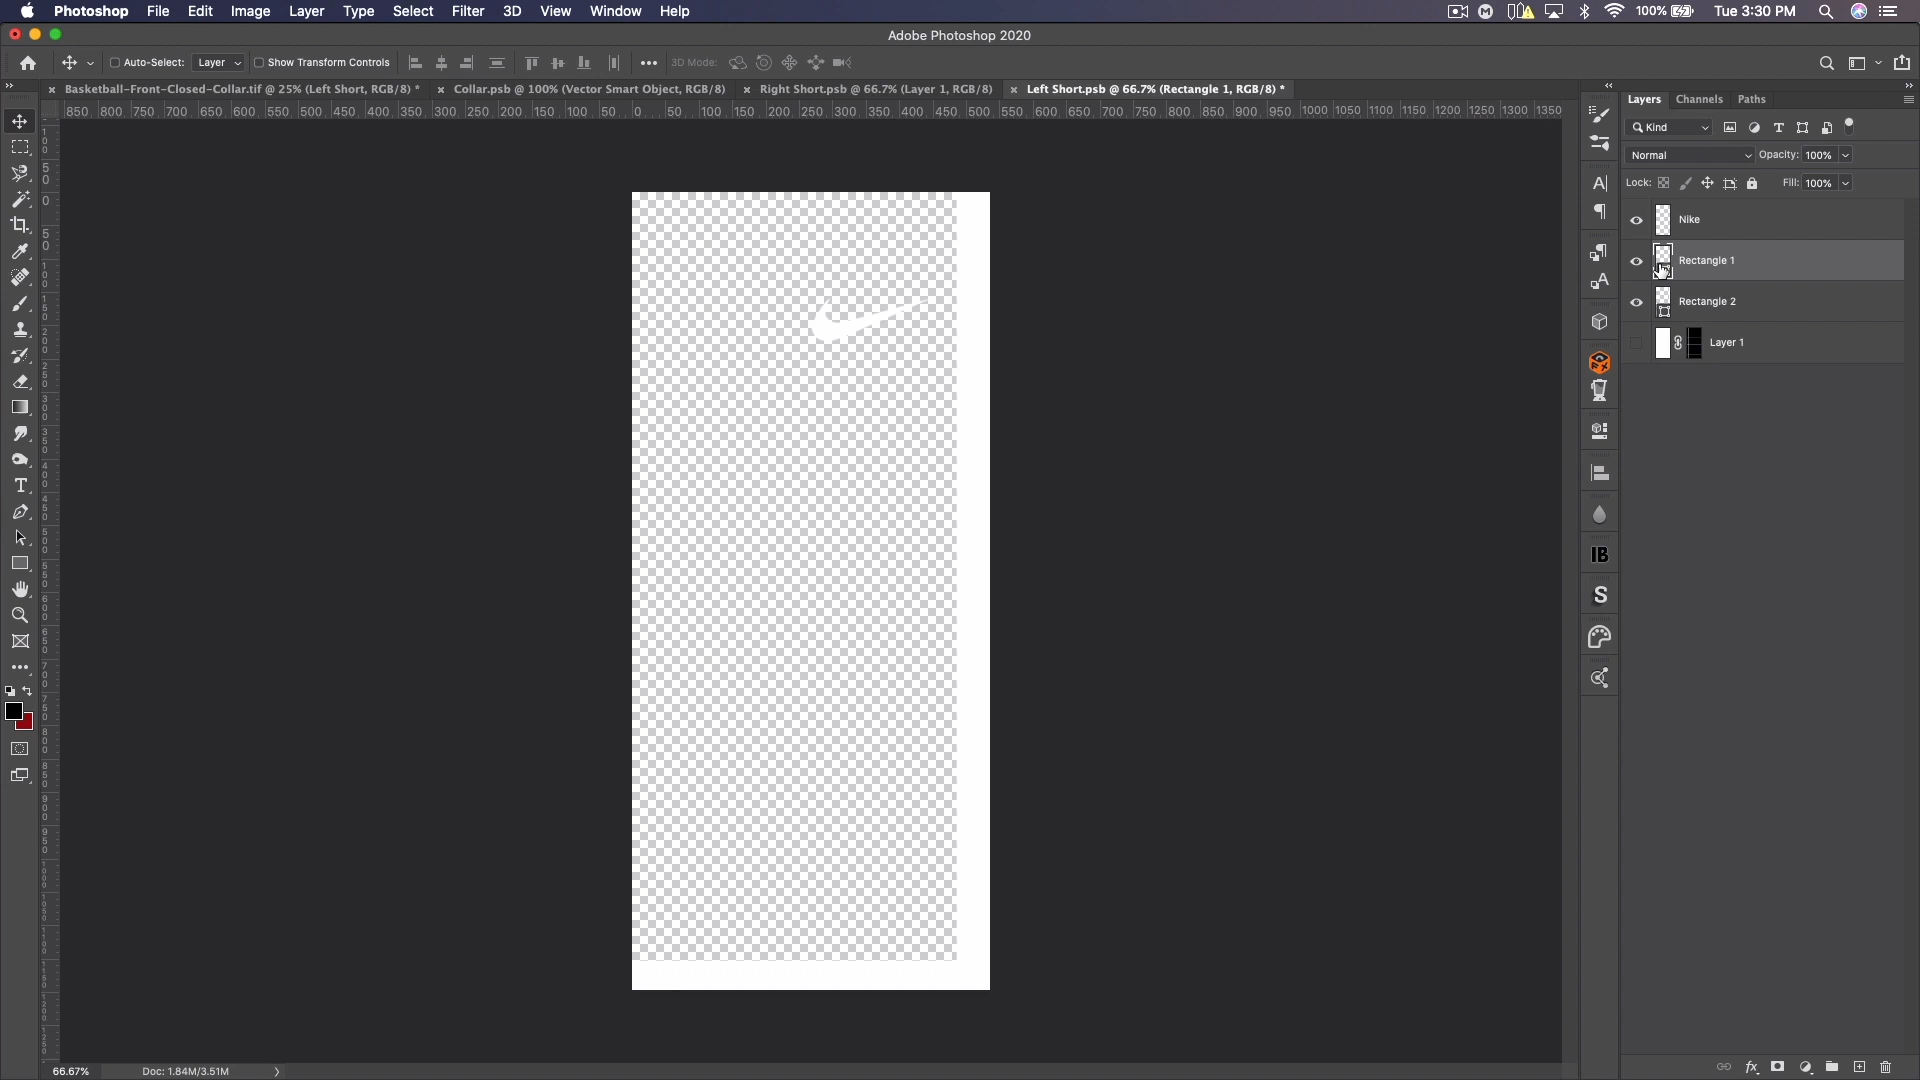 Photoshop File Edit Image Layer Type Select Filter 3D View Window Help 100% Tue 3:30 PM
Adobe Photoshop 2020
Auto-Select: Layer Show Transform Controls 3D Mode:
Basketball-Front-Closed-Collar.tif @ 25% (Left Short, RGB/8) * Collar.psb @ 100% (Vector Smart Object, RGB/8) Right Short.psb @ 66.7% (Layer 1, RGB/8) Left Short.psb @ 66.7% (Rectangle 1, RGB/8) *
850 800 750 700 650 600 550 500 450 400 350 300 250 200 150 100 50 0 50 100 150 200 250 300 350 400 450 500 550 600 650 700 750 800 850 900 950 1000 1050 1100 1150 1200 1250 1300 1350
Layers Channels Paths
Kind
Normal Opacity: 100%
Lock: Fill: 100%
Nike
Rectangle 1
Rectangle 2
Layer 1
IB
S
66.67% Doc: 1.84M/3.51M
fx